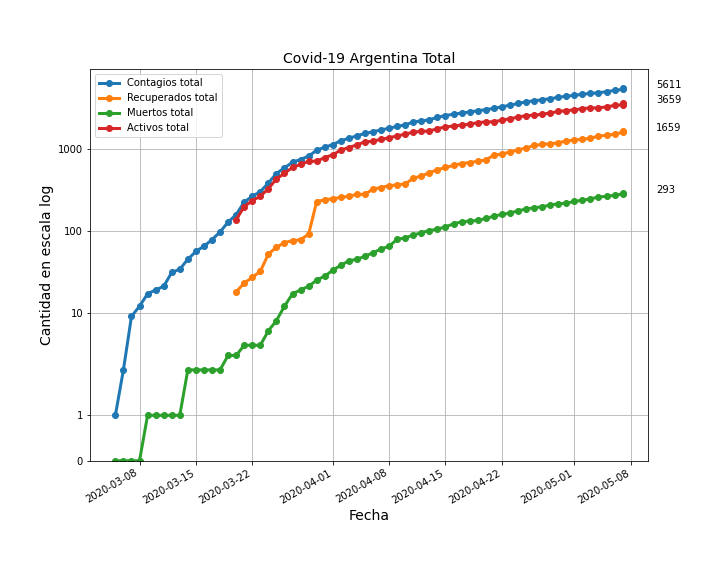 Covid-19 Argentina Total
Contagios total
Recuperados total
Muertos total
Activos total
5611
3659
1659
293
Cantidad en escala log
1000
100
10
1
0
2020-03-08
2020-03-15
2020-03-22
2020-04-01
2020-04-08
2020-04-15
2020-04-22
2020-05-01
2020-05-08
Fecha